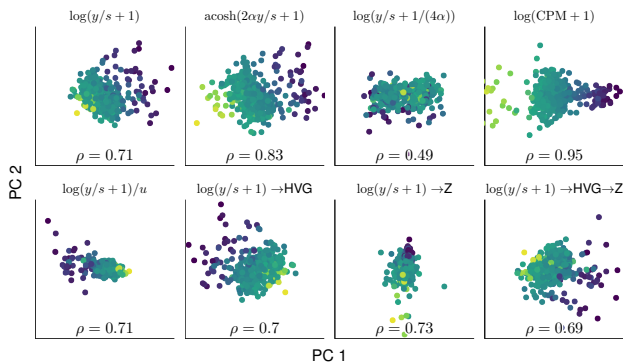 log(y/s + 1)
acosh(2αy/s + 1)
log(y/s + 1/(4α))
log(CPM + 1)
ρ = 0.71
ρ = 0.83
ρ = 0.49
ρ = 0.95
PC 2
log(y/s + 1)/u
log(y/s + 1) →HVG
log(y/s + 1) →Z
log(y/s + 1) →HVG→Z
ρ = 0.71
ρ = 0.7
ρ = 0.73
ρ = 0.69
PC 1